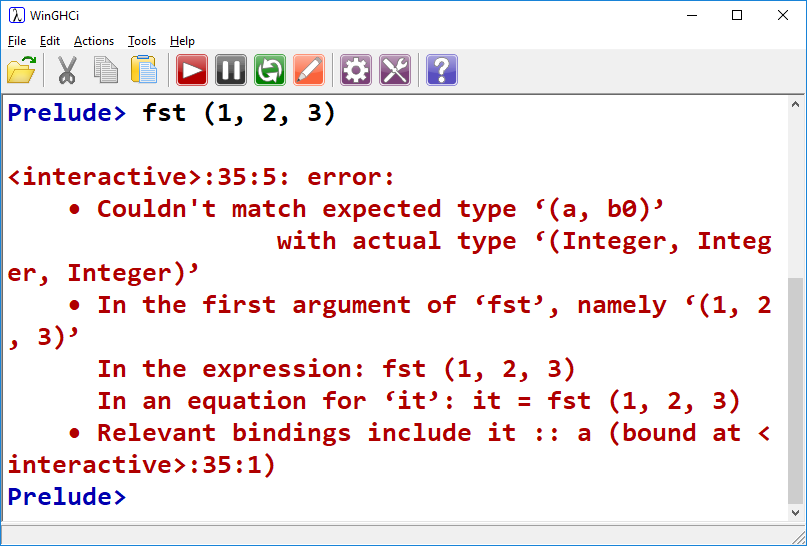 WinGHCi
File Edit Actions Tools Help
Prelude> fst (1, 2, 3)
<interactive>:35:5: error:
• Couldn't match expected type ‘(a, b0)’
with actual type ‘(Integer, Integ
er, Integer)’
• In the first argument of ‘fst’, namely ‘(1, 2
, 3)’
In the expression: fst (1, 2, 3)
In an equation for ‘it’: it = fst (1, 2, 3)
• Relevant bindings include it :: a (bound at <
interactive>:35:1)
Prelude>